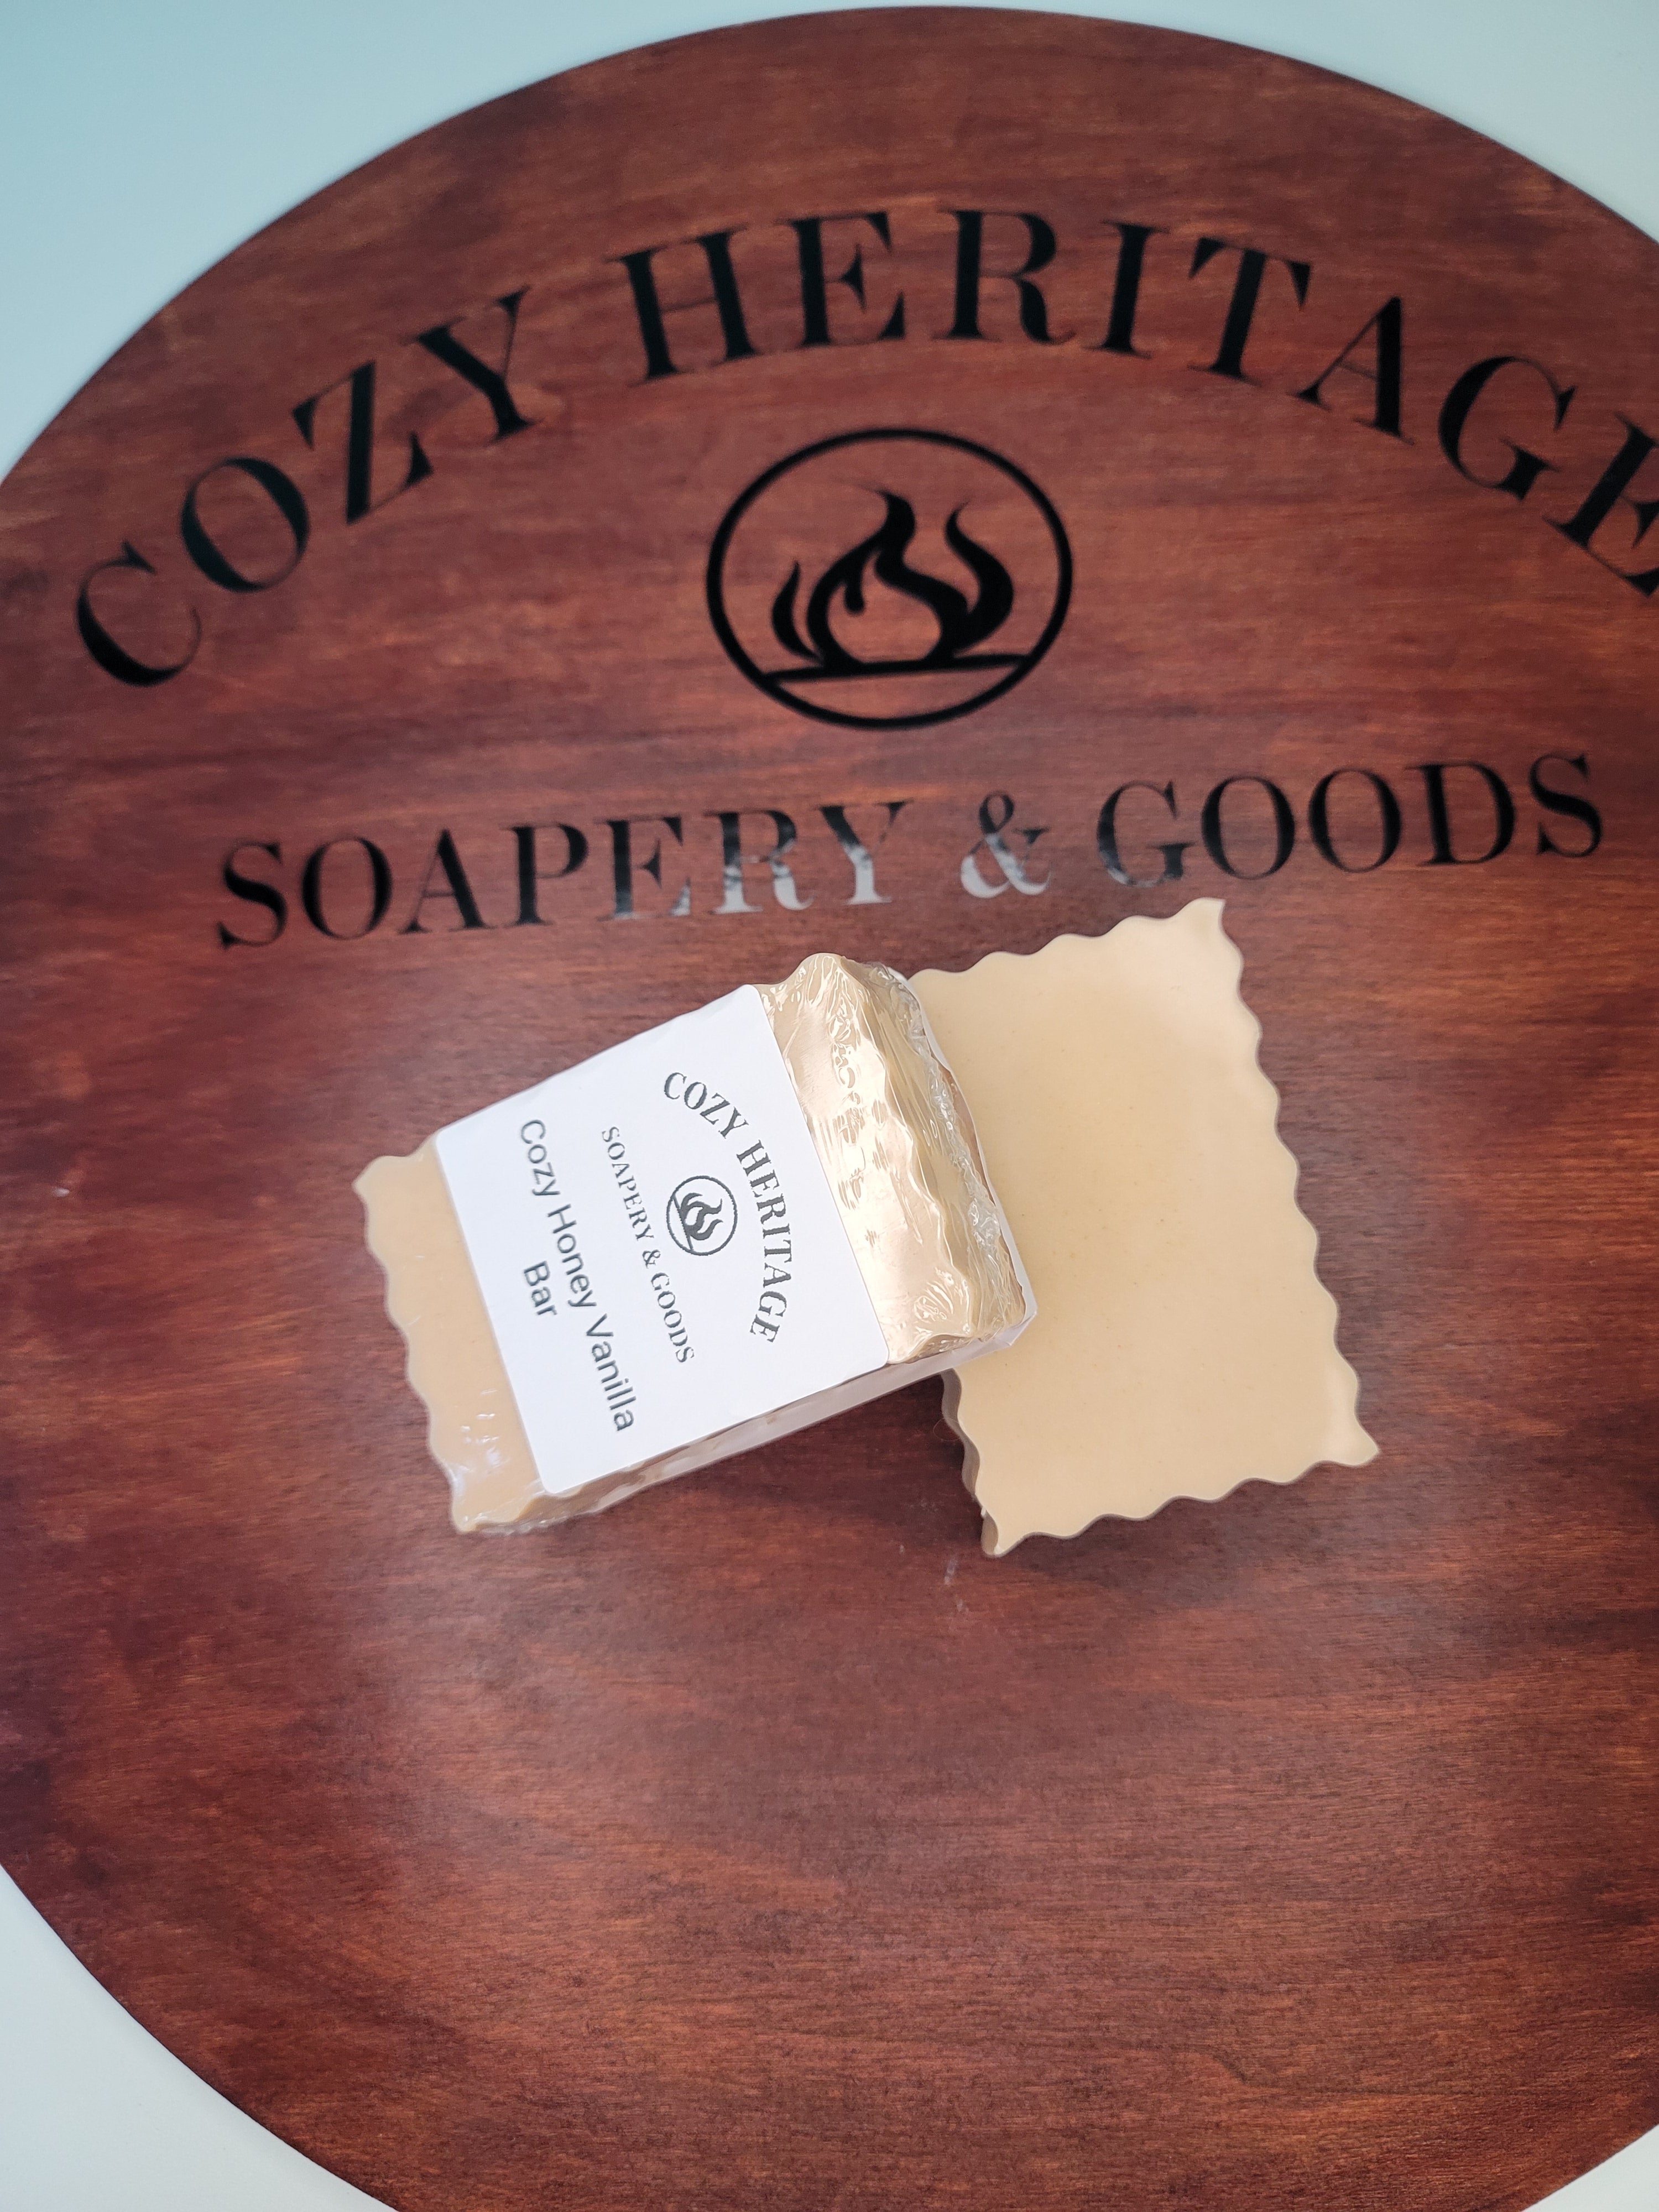 COZY HERITAGE
SOAPERY & GOODS
COZY HERITAGE
SOAPERY & GOODS
Cozy Honey Vanilla
Bar